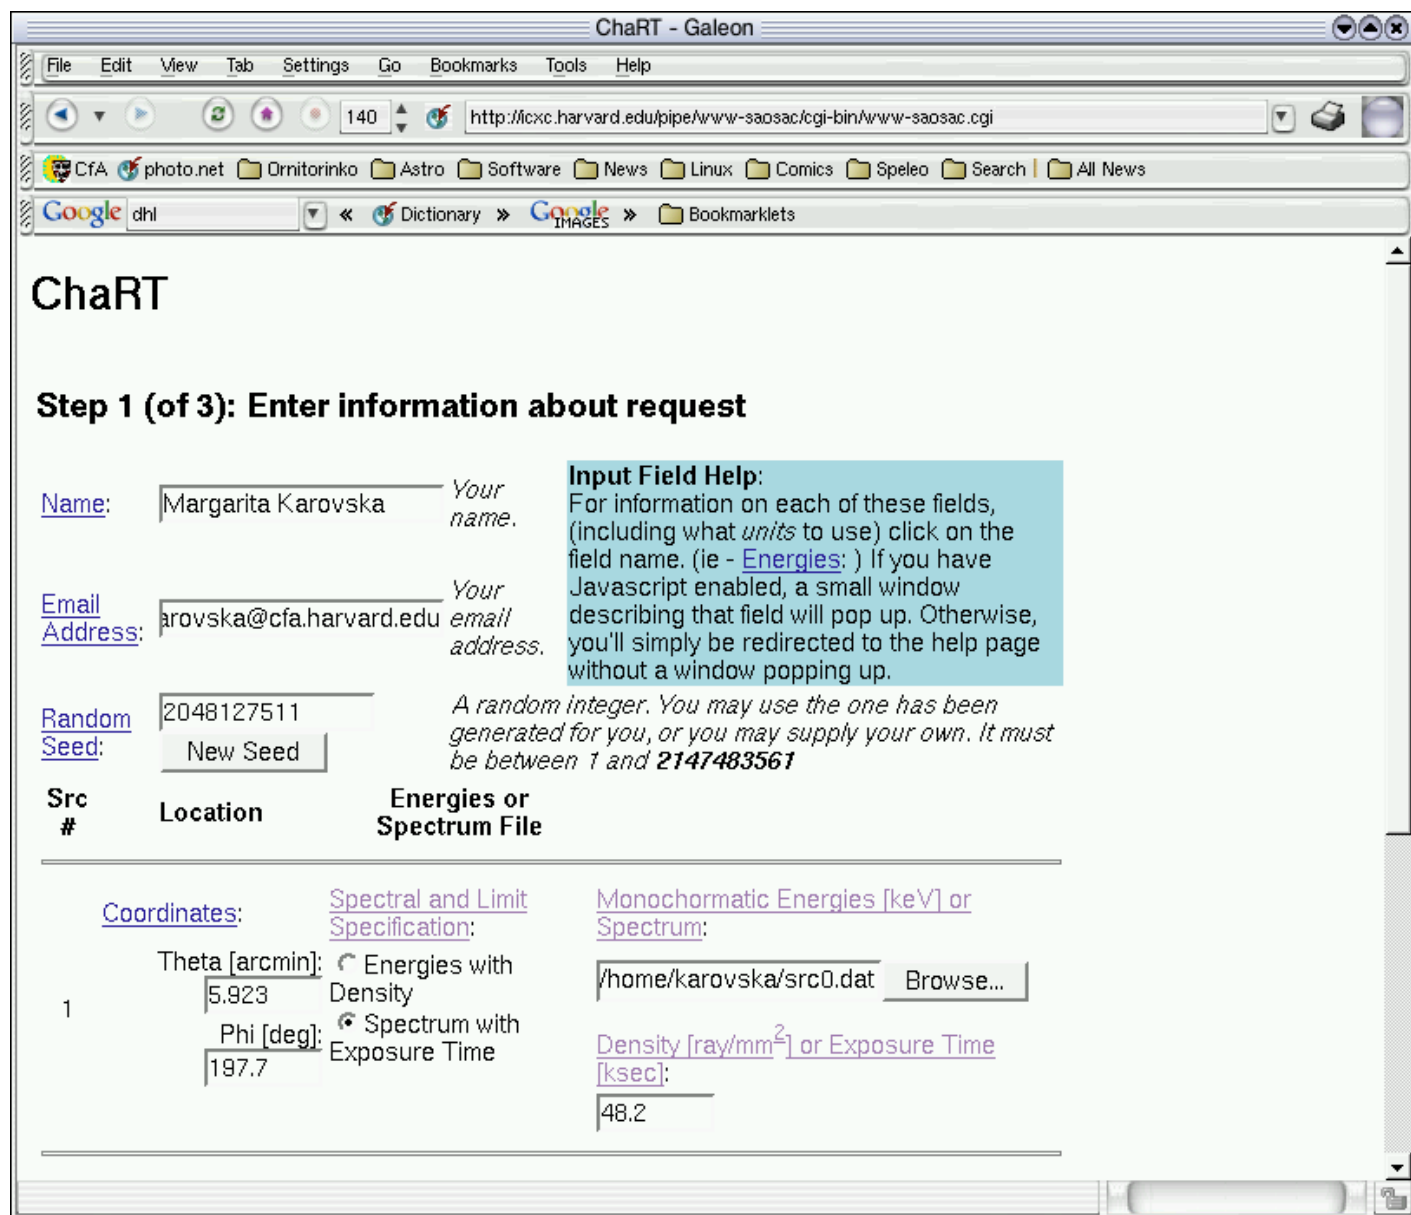 ChaRT - Galeon
File Edit View Tab Settings Go Bookmarks Tools Help
140 http://icxc.harvard.edu/pipe/www-saosac/cgi-bin/www-saosac.cgi
CfA photo.net Ornitorinko Astro Software News Linux Comics Speleo Search All News
Google dhl « Dictionary » Google IMAGES » Bookmarklets
ChaRT
Step 1 (of 3): Enter information about request
Name: Margarita Karovska Your name.
Input Field Help:
For information on each of these fields,
(including what units to use) click on the
field name. (ie - Energies: ) If you have
Javascript enabled, a small window
describing that field will pop up. Otherwise,
you'll simply be redirected to the help page
without a window popping up.
Email Address: arovska@cfa.harvard.edu Your email address.
Random Seed: 2048127511
New Seed
A random integer. You may use the one has been
generated for you, or you may supply your own. It must
be between 1 and 2147483561
Src # Location Energies or Spectrum File
Coordinates: Spectral and Limit Specification: Monochormatic Energies [keV] or Spectrum:
1
Theta [arcmin]:
5.923
Phi [deg]:
197.7
Energies with Density
Spectrum with Exposure Time
/home/karovska/src0.dat Browse...
Density [ray/mm2] or Exposure Time
[ksec]:
48.2